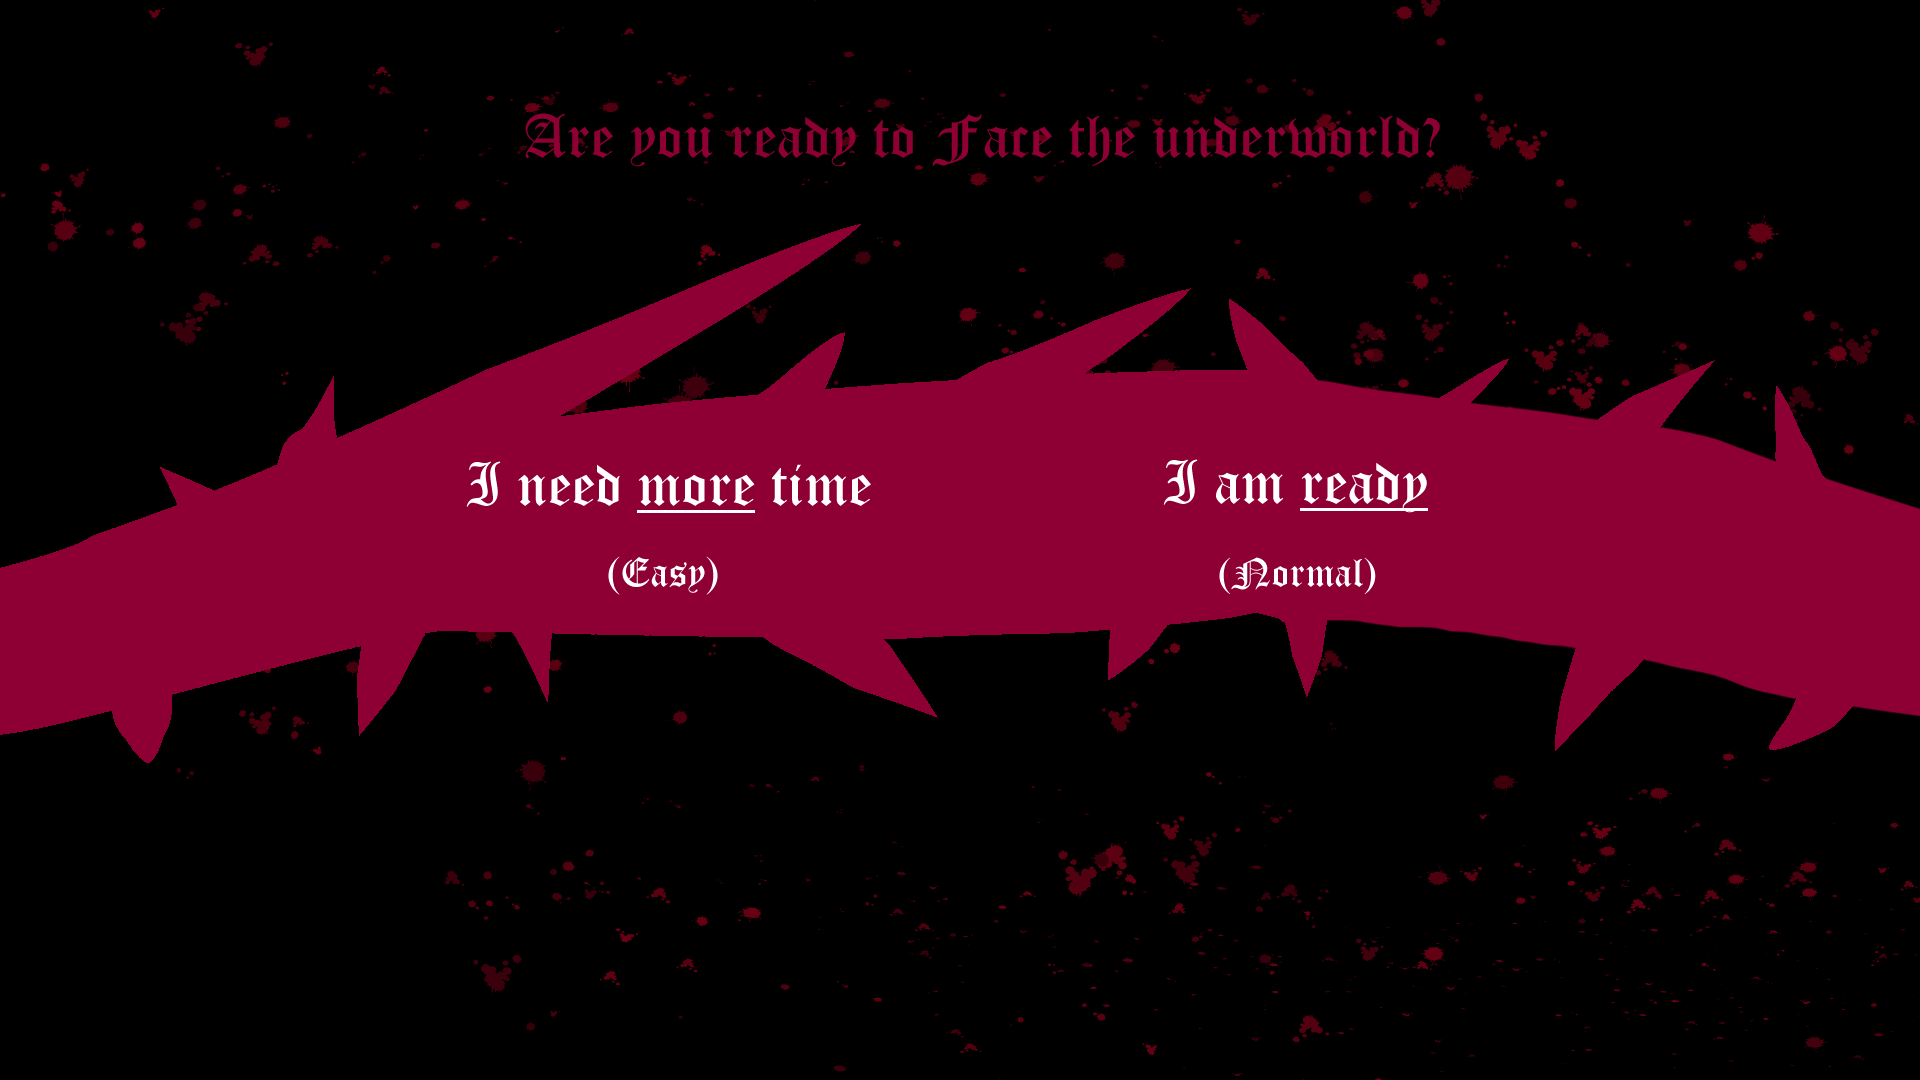 Are you ready to Face the underworld?
I need more time
(Easy)
I am ready
(Normal)